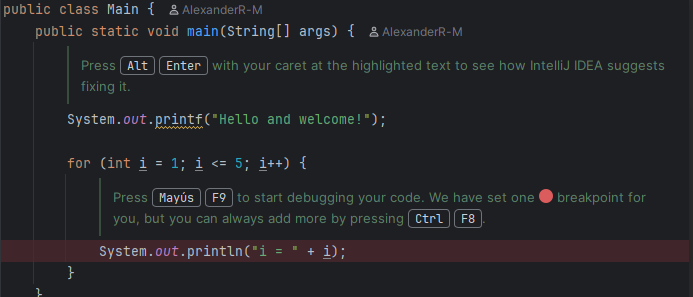 public class Main { AlexanderR-M
public static void main(String[] args) { AlexanderR-M
Press Alt Enter with your caret at the highlighted text to see how IntelliJ IDEA suggests
fixing it.
System.out.printf("Hello and welcome!");
for (int i = 1; i <= 5; i++) {
Press Mayús F9 to start debugging your code. We have set one breakpoint for
you, but you can always add more by pressing Ctrl F8.
System.out.println("i = " + i);
}
}